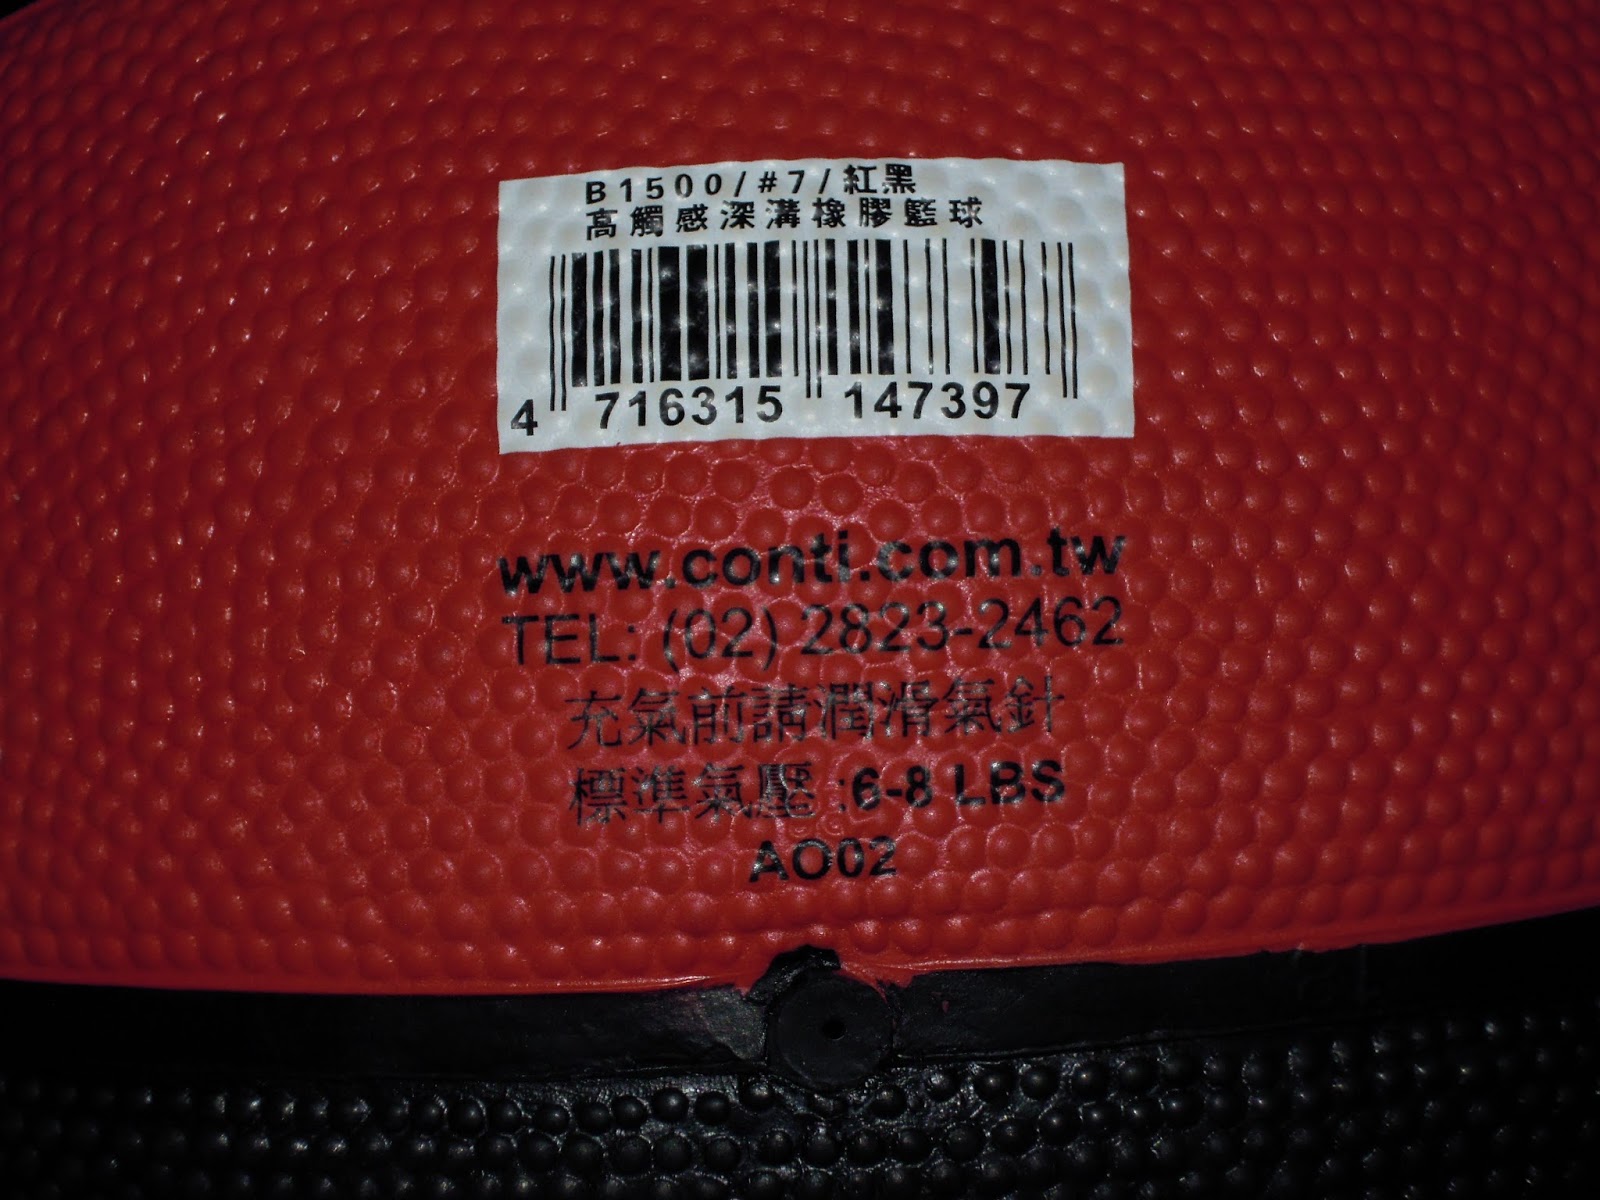 B1500/#7/紅黑
高觸感深溝橡膠籃球
4 716315 147397
www.conti.com.tw
TEL: (02) 2823-2462
充氣前請潤滑氣針
標準氣壓:6-8 LBS
AO02